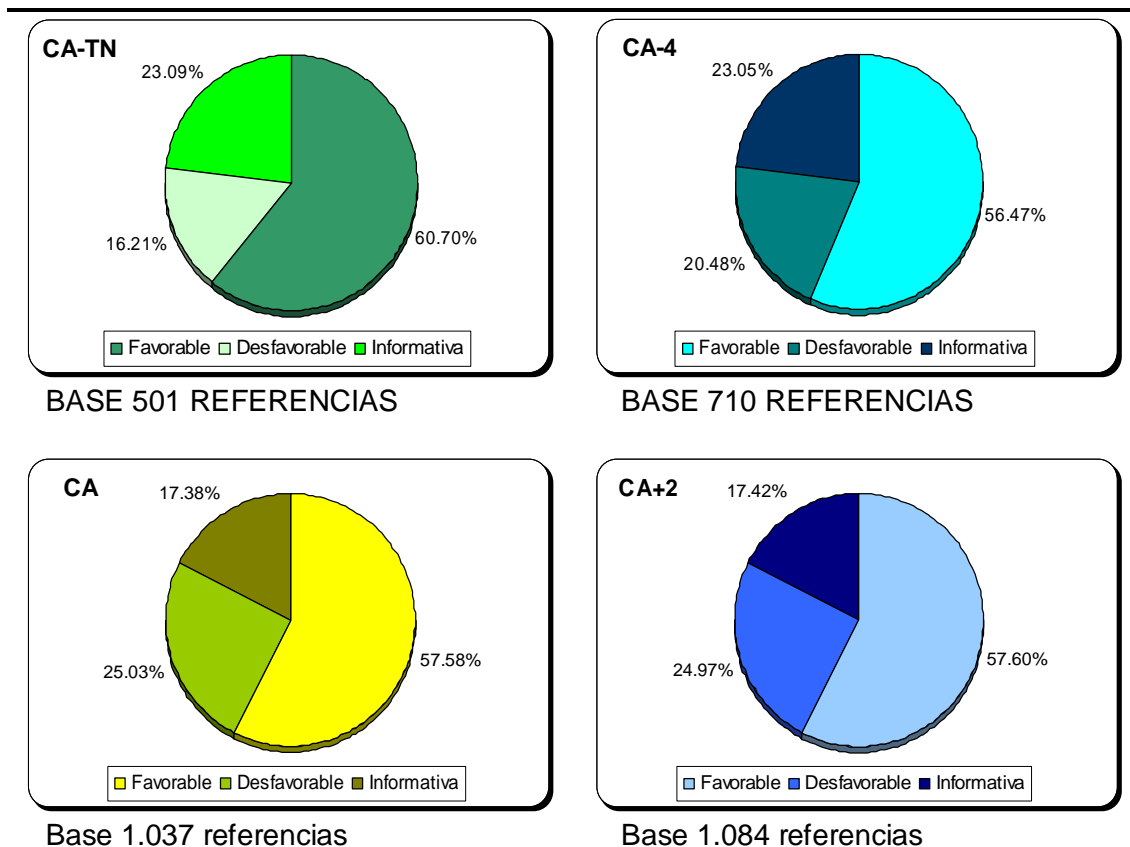 CA-TN
23.09%
16.21%
60.70%
Favorable Desfavorable Informativa
BASE 501 REFERENCIAS
CA-4
23.05%
56.47%
20.48%
Favorable Desfavorable Informativa
BASE 710 REFERENCIAS
CA
17.38%
25.03%
57.58%
Favorable Desfavorable Informativa
Base 1.037 referencias
CA+2
17.42%
24.97%
57.60%
Favorable Desfavorable Informativa
Base 1.084 referencias